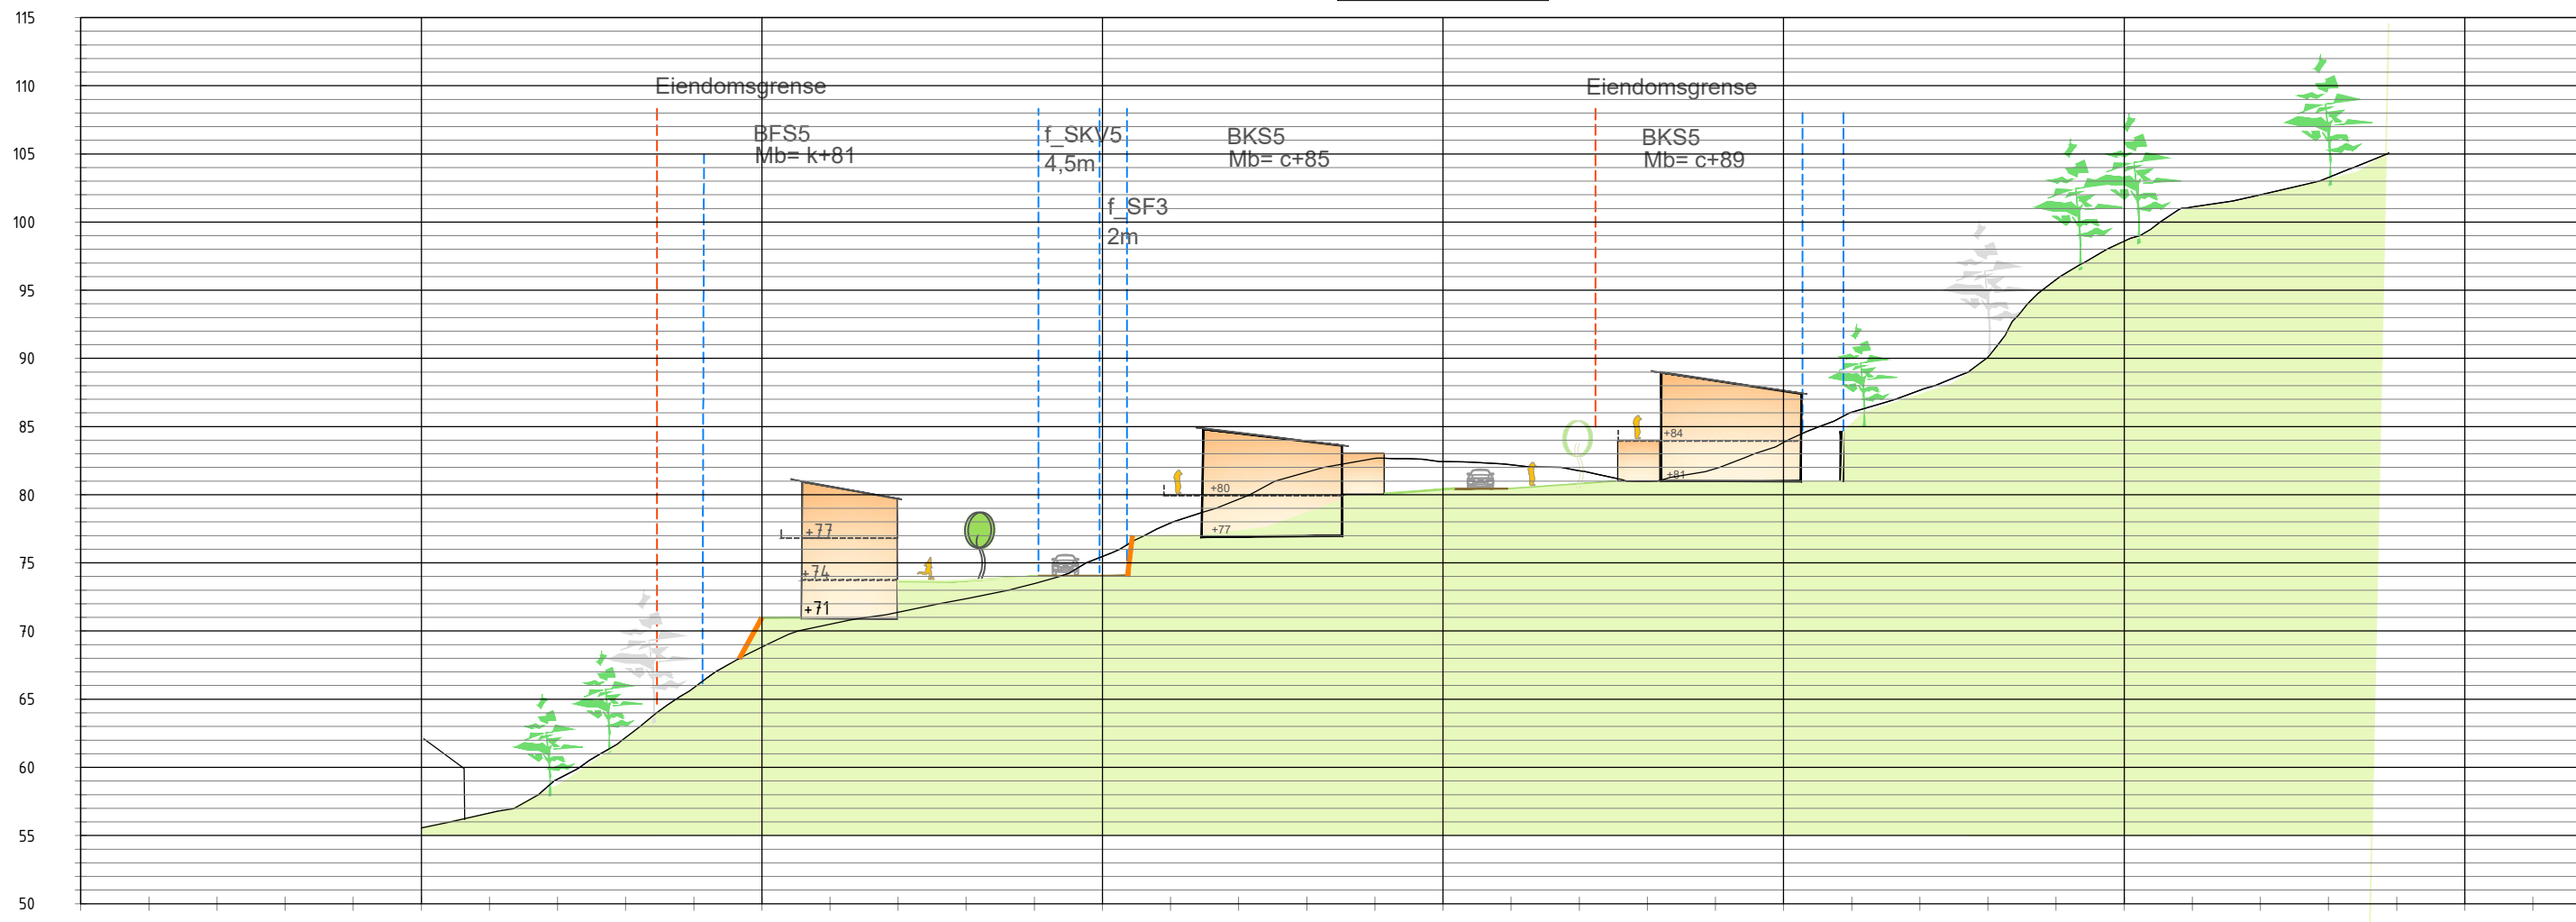 115
110
105
100
95
90
85
80
75
70
65
60
55
50
Eiendomsgrense
BFS5
Mb= k+81
f_SKV5
4,5m
f_SF3
2m
BKS5
Mb= c+85
Eiendomsgrense
BKS5
Mb= c+89
+77
+74
+71
+80
+77
+84
+81